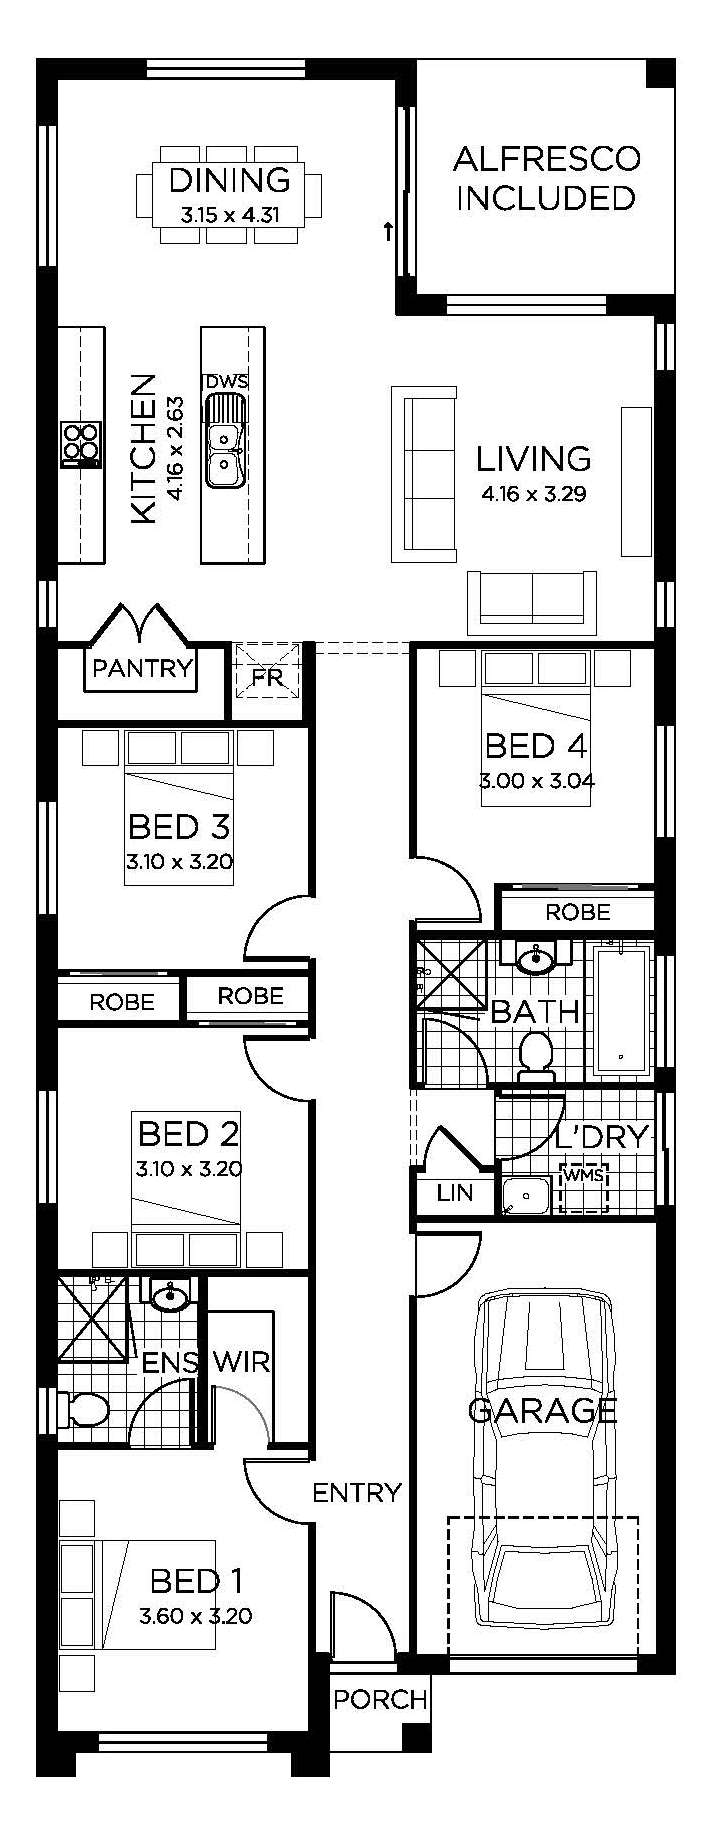 ALFRESCO
INCLUDED
DINING
3.15 x 4.31
DWS
KITCHEN
4.16 x 2.63
LIVING
4.16 x 3.29
PANTRY
FR
BED 4
3.00 x 3.04
BED 3
3.10 x 3.20
ROBE
ROBE
ROBE
BATH
BED 2
3.10 x 3.20
L'DRY
WMS
LIN
ENS
WIR
GARAGE
ENTRY
BED 1
3.60 x 3.20
PORCH